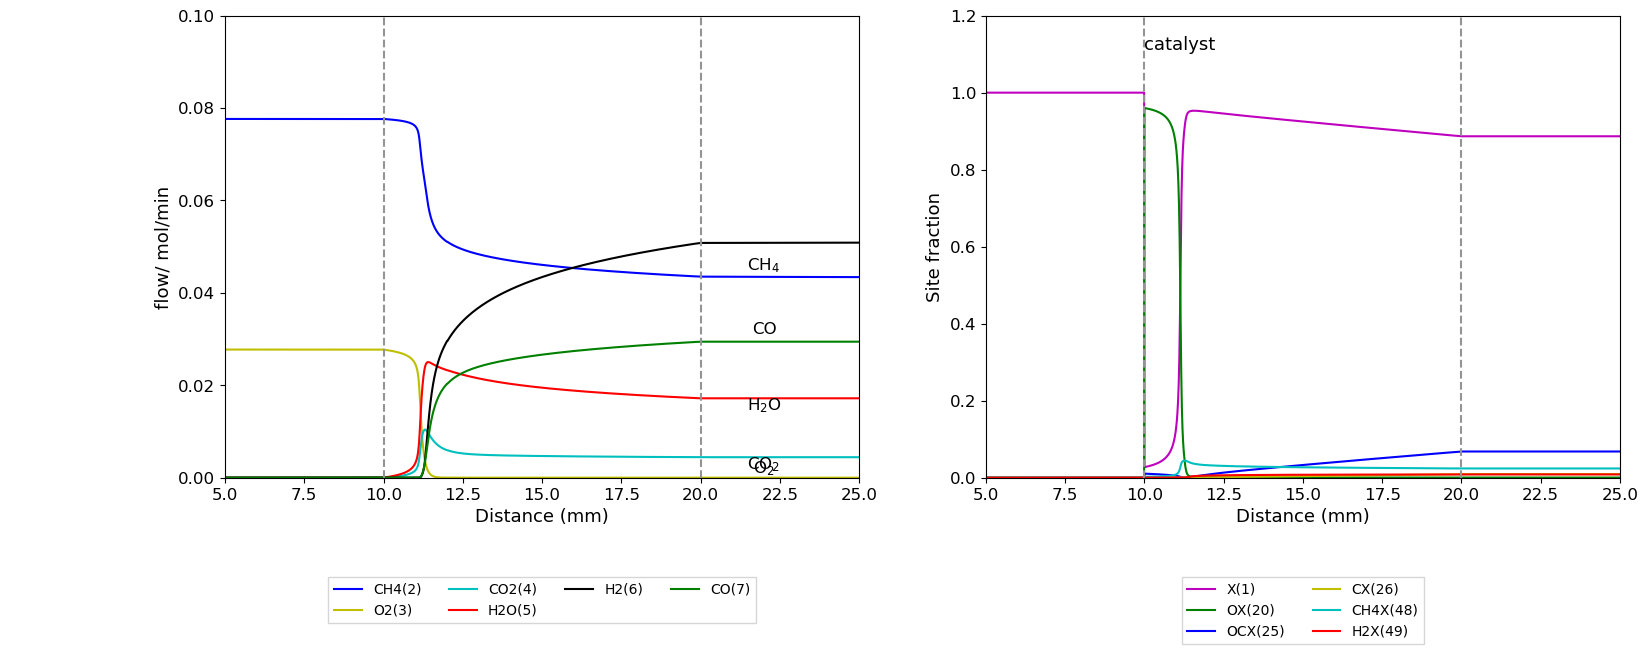 0.10
0.08
0.06
0.04
0.02
0.00
flow/ mol/min
CH4
CO
H2O
CO2
O2
5.0 7.5 10.0 12.5 15.0 17.5 20.0 22.5 25.0
Distance (mm)
CH4(2) CO2(4) H2(6) CO(7)
O2(3) H2O(5)
1.2
1.0
0.8
0.6
0.4
0.2
0.0
Site fraction
catalyst
5.0 7.5 10.0 12.5 15.0 17.5 20.0 22.5 25.0
Distance (mm)
X(1) CX(26)
OX(20) CH4X(48)
OCX(25) H2X(49)